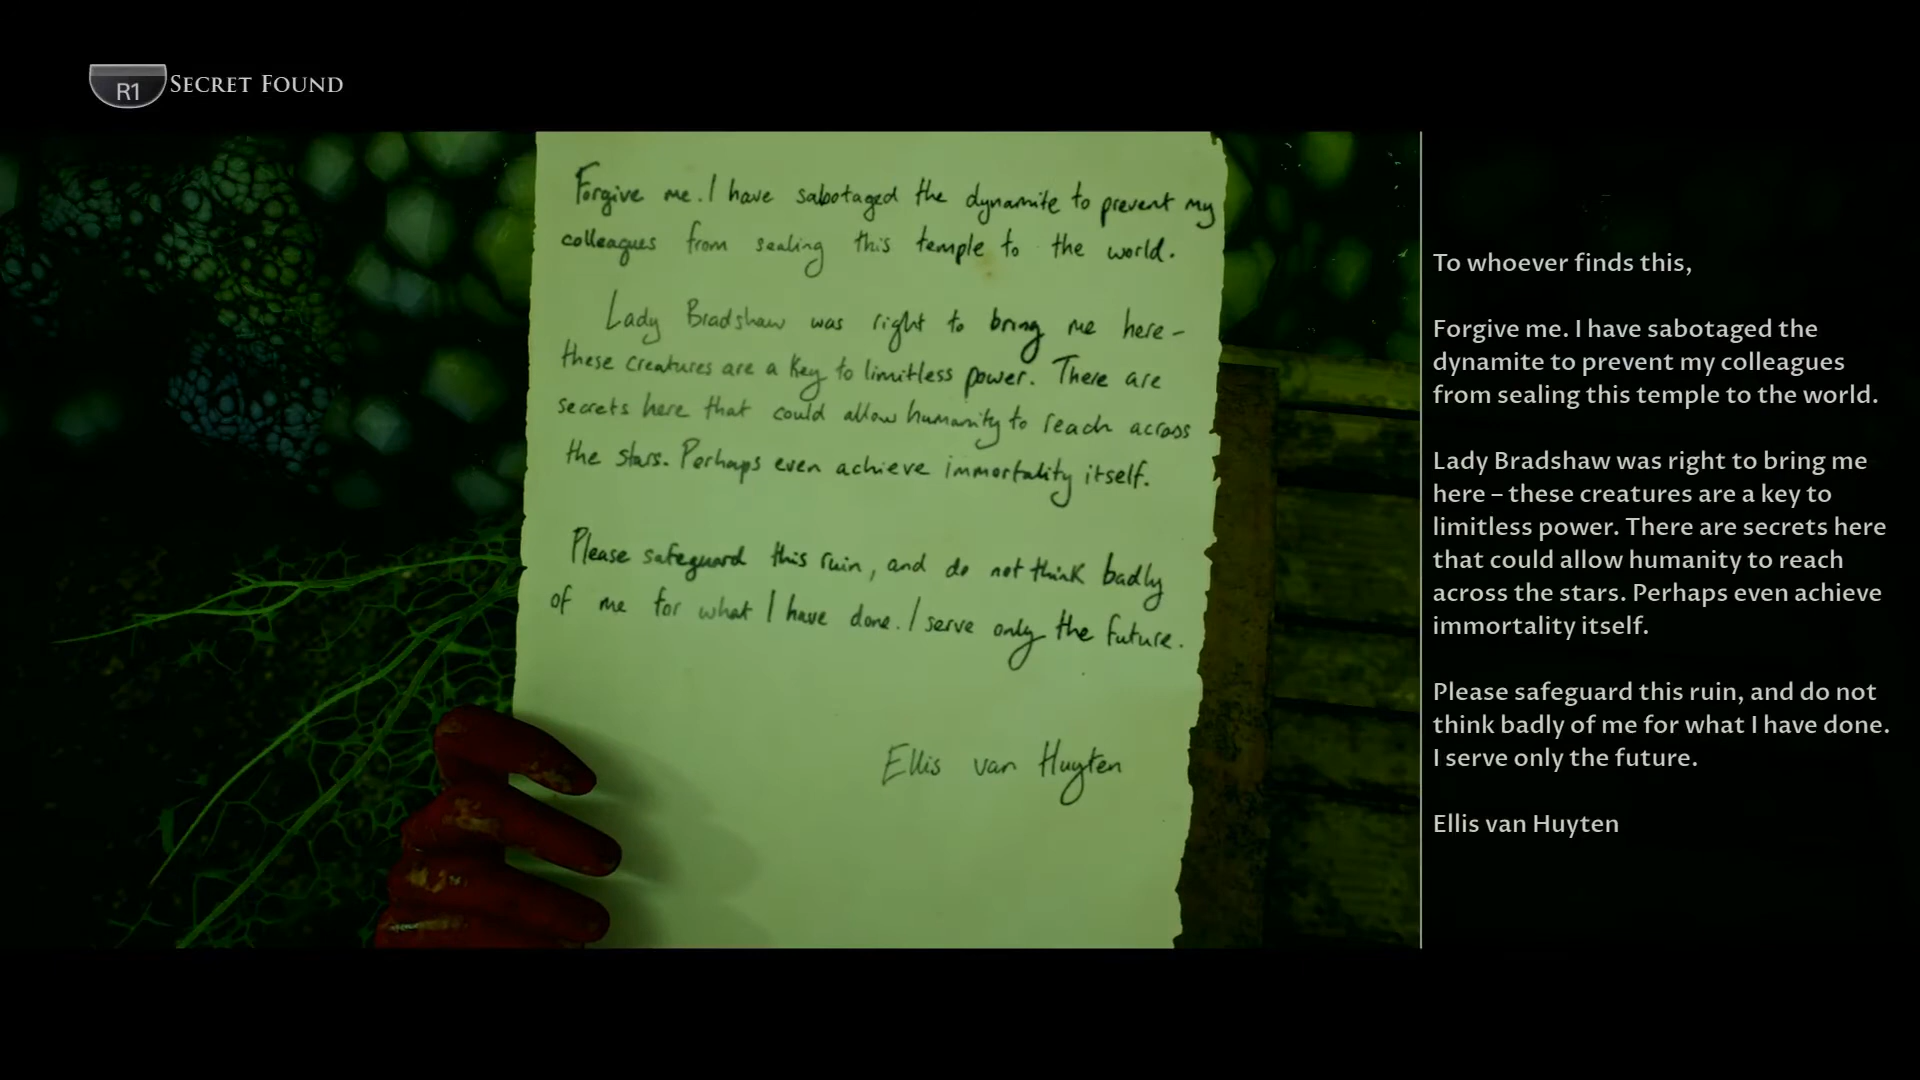 R1 SECRET FOUND
Forgive me. I have sabotaged the dynamite to prevent my
colleagues from sealing this temple to the world.
Lady Bradshaw was right to bring me here –
these creatures are a key to limitless power. There are
secrets here that could allow humanity to reach across
the stars. Perhaps even achieve immortality itself.
Please safeguard this ruin, and do not think badly
of me for what I have done. I serve only the future.
Ellis van Huyten
To whoever finds this,
Forgive me. I have sabotaged the
dynamite to prevent my colleagues
from sealing this temple to the world.
Lady Bradshaw was right to bring me
here – these creatures are a key to
limitless power. There are secrets here
that could allow humanity to reach
across the stars. Perhaps even achieve
immortality itself.
Please safeguard this ruin, and do not
think badly of me for what I have done.
I serve only the future.
Ellis van Huyten